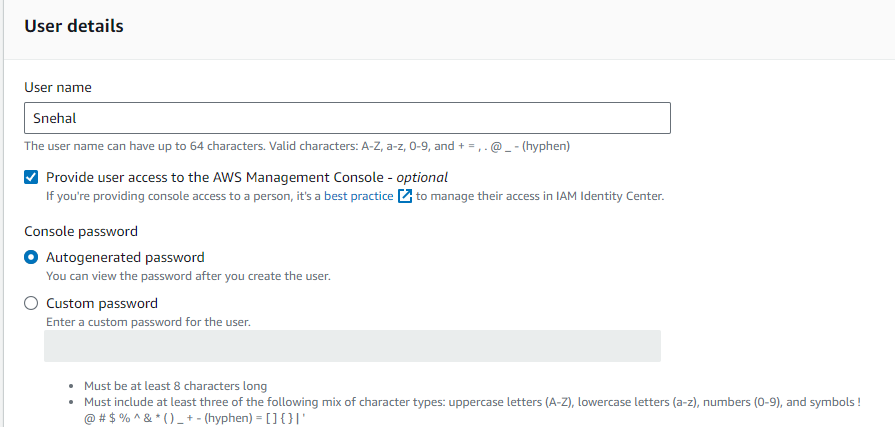 User details
User name
Snehal
The user name can have up to 64 characters. Valid characters: A-Z, a-z, 0-9, and + = , . @ _ - (hyphen)
Provide user access to the AWS Management Console - optional
If you're providing console access to a person, it's a best practice to manage their access in IAM Identity Center.
Console password
Autogenerated password
You can view the password after you create the user.
Custom password
Enter a custom password for the user.
Must be at least 8 characters long
Must include at least three of the following mix of character types: uppercase letters (A-Z), lowercase letters (a-z), numbers (0-9), and symbols !
@ # $ % ^ & * ( ) _ + - (hyphen) = [ ] { } | '